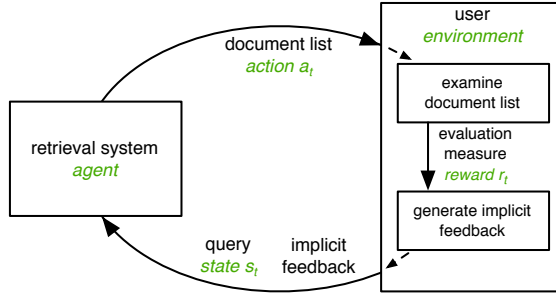 user
environment
document list
action a_t
examine
document list
evaluation
measure
reward r_t
retrieval system
agent
generate implicit
feedback
query
state s_t
implicit
feedback